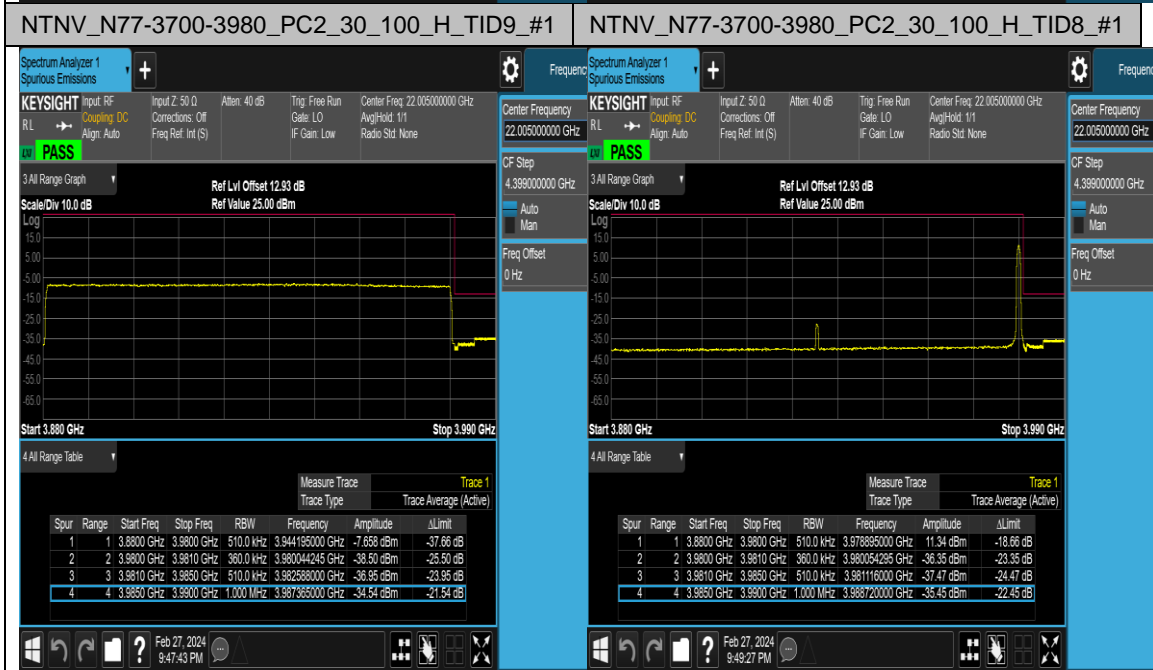 NTNV_N77-3700-3980_PC2_30_100_H_TID9_#1
Spectrum Analyzer 1
Spurious Emissions
+
Frequenc
KEYSIGHT
RL
Input: RF
Coupling: DC
Align: Auto
Input Z: 50 Ω
Corrections: Off
Freq Ref: Int (S)
Atten: 40 dB
Trig: Free Run
Gate: LO
IF Gain: Low
Center Freq: 22.005000000 GHz
Avg|Hold: 1/1
Radio Std: None
PASS
Center Frequency
22.005000000 GHz
CF Step
4.399000000 GHz
Auto
Man
Freq Offset
0 Hz
3 All Range Graph
Scale/Div 10.0 dB
Ref Lvl Offset 12.93 dB
Ref Value 25.00 dBm
Log
15.0
5.00
-5.00
-15.0
-25.0
-35.0
-45.0
-55.0
-65.0
Start 3.880 GHz
Stop 3.990 GHz
4 All Range Table
Measure Trace Trace 1
Trace Type Trace Average (Active)
Spur Range Start Freq Stop Freq RBW Frequency Amplitude ΔLimit
1 1 3.8800 GHz 3.9800 GHz 510.0 kHz 3.944195000 GHz -7.658 dBm -37.66 dB
2 2 3.9800 GHz 3.9810 GHz 360.0 kHz 3.980044245 GHz -38.50 dBm -25.50 dB
3 3 3.9810 GHz 3.9850 GHz 510.0 kHz 3.982588000 GHz -36.95 dBm -23.95 dB
4 4 3.9850 GHz 3.9900 GHz 1.000 MHz 3.987365000 GHz -34.54 dBm -21.54 dB
?
Feb 27, 2024
9:47:43 PM
NTNV_N77-3700-3980_PC2_30_100_H_TID8_#1
Spectrum Analyzer 1
Spurious Emissions
+
Frequenc
KEYSIGHT
RL
Input: RF
Coupling: DC
Align: Auto
Input Z: 50 Ω
Corrections: Off
Freq Ref: Int (S)
Atten: 40 dB
Trig: Free Run
Gate: LO
IF Gain: Low
Center Freq: 22.005000000 GHz
Avg|Hold: 1/1
Radio Std: None
PASS
Center Frequency
22.005000000 GHz
CF Step
4.399000000 GHz
Auto
Man
Freq Offset
0 Hz
3 All Range Graph
Scale/Div 10.0 dB
Ref Lvl Offset 12.93 dB
Ref Value 25.00 dBm
Log
15.0
5.00
-5.00
-15.0
-25.0
-35.0
-45.0
-55.0
-65.0
Start 3.880 GHz
Stop 3.990 GHz
4 All Range Table
Measure Trace Trace 1
Trace Type Trace Average (Active)
Spur Range Start Freq Stop Freq RBW Frequency Amplitude ΔLimit
1 1 3.8800 GHz 3.9800 GHz 510.0 kHz 3.978895000 GHz 11.34 dBm -18.66 dB
2 2 3.9800 GHz 3.9810 GHz 360.0 kHz 3.980054295 GHz -36.35 dBm -23.35 dB
3 3 3.9810 GHz 3.9850 GHz 510.0 kHz 3.981116000 GHz -37.47 dBm -24.47 dB
4 4 3.9850 GHz 3.9900 GHz 1.000 MHz 3.988720000 GHz -35.45 dBm -22.45 dB
?
Feb 27, 2024
9:49:27 PM